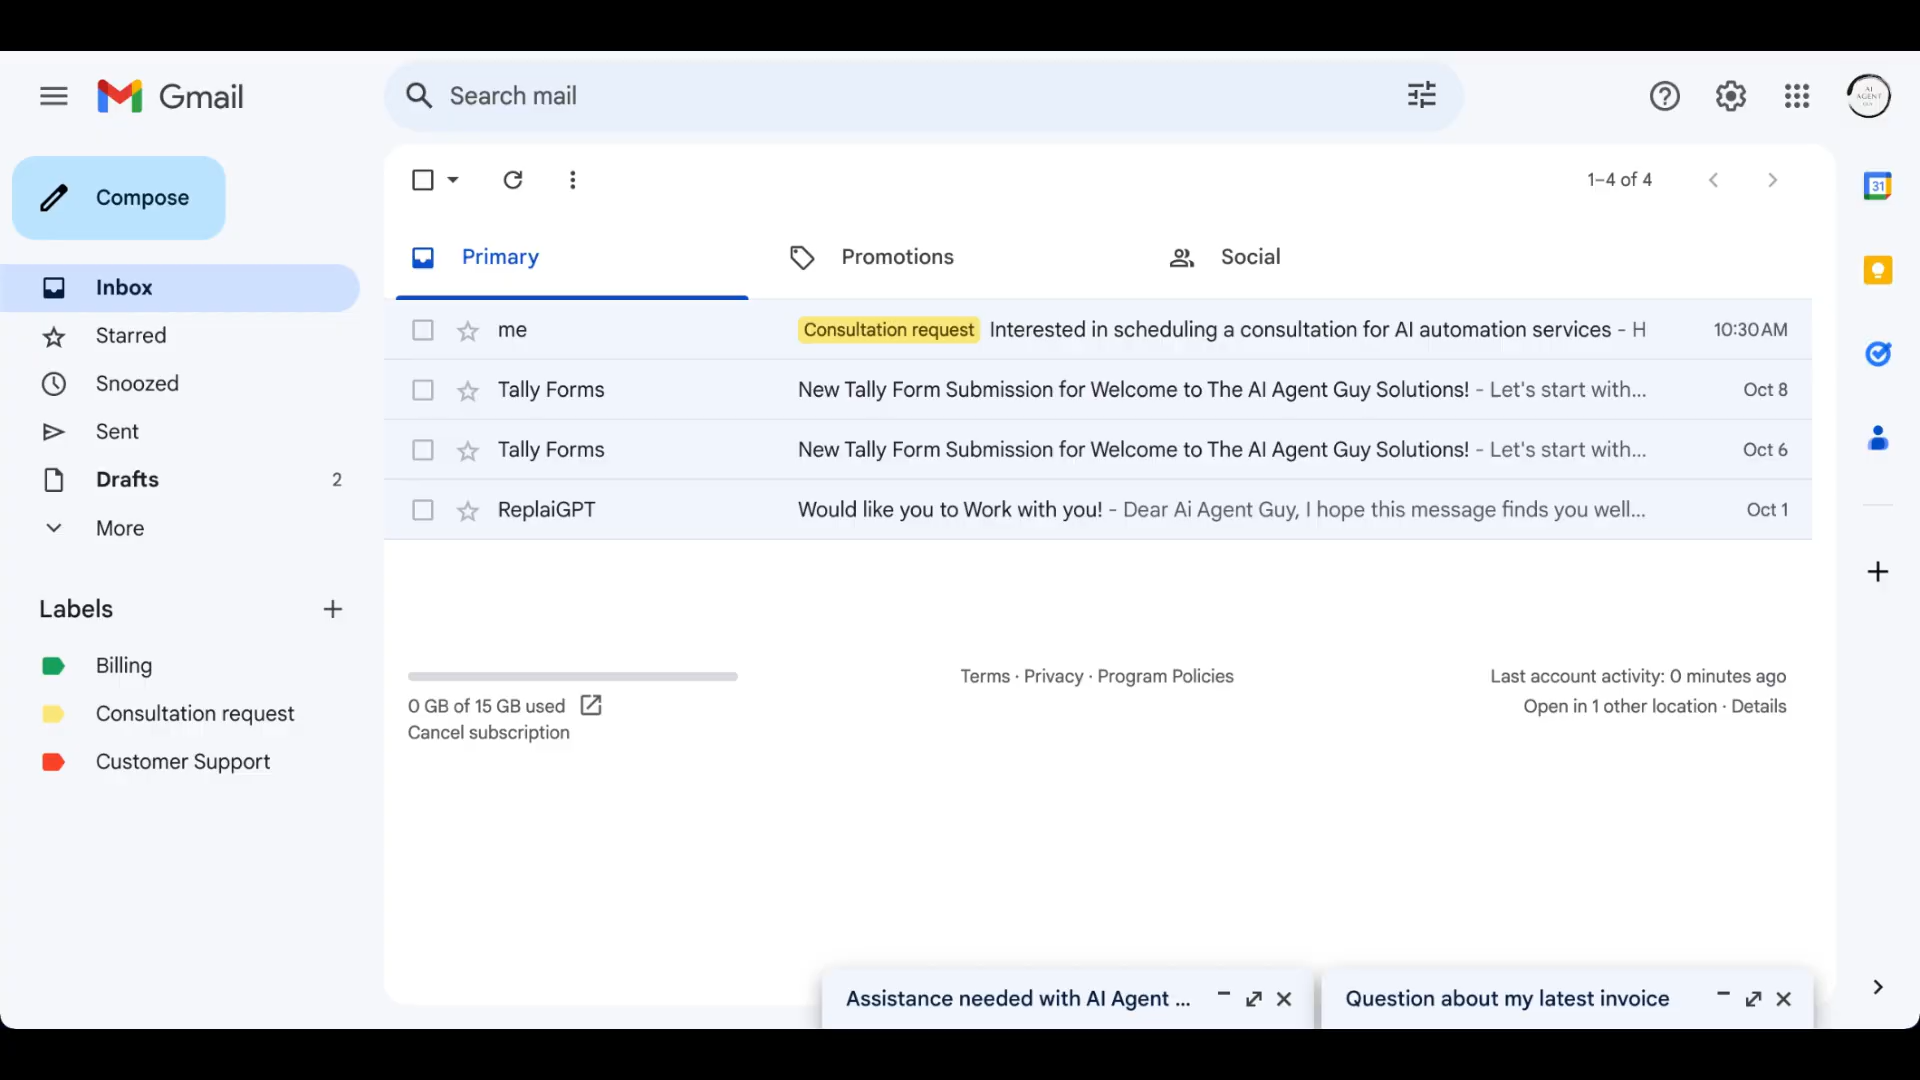 Gmail
Search mail
AI AGENT GUY
Compose
1–4 of 4
31
Primary
Promotions
Social
Inbox
Starred
Snoozed
Sent
Drafts 2
More
me Consultation request Interested in scheduling a consultation for AI automation services - H 10:30 AM
Tally Forms New Tally Form Submission for Welcome to The AI Agent Guy Solutions! - Let's start with... Oct 8
Tally Forms New Tally Form Submission for Welcome to The AI Agent Guy Solutions! - Let's start with... Oct 6
ReplaiGPT Would like you to Work with you! - Dear Ai Agent Guy, I hope this message finds you well... Oct 1
Labels
Billing
Consultation request
Customer Support
0 GB of 15 GB used
Cancel subscription
Terms · Privacy · Program Policies
Last account activity: 0 minutes ago
Open in 1 other location · Details
Assistance needed with AI Agent ...
Question about my latest invoice